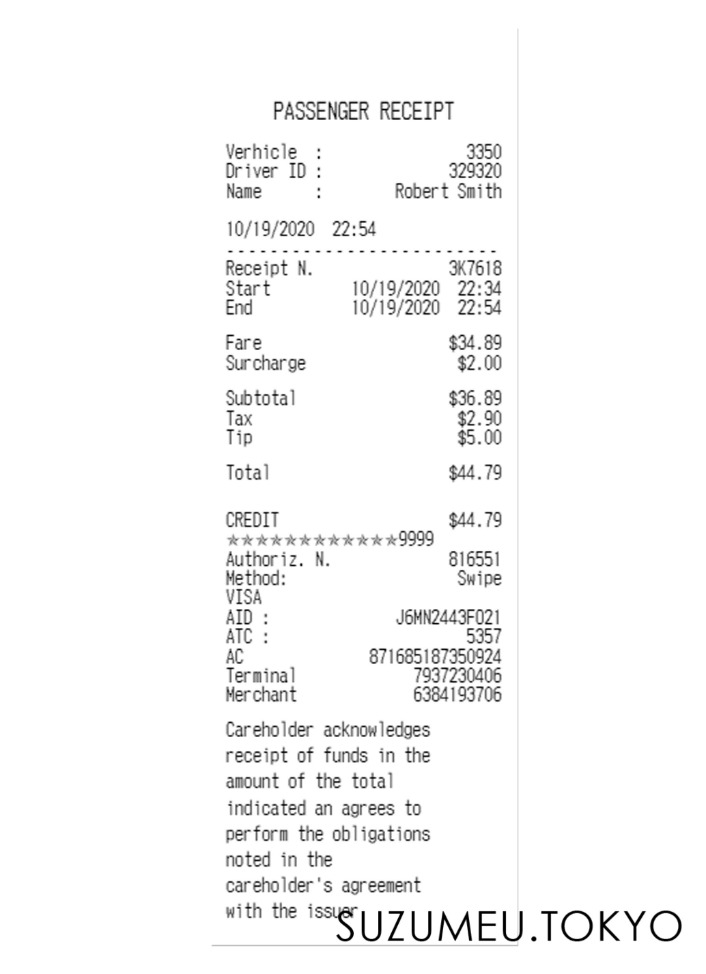 PASSENGER RECEIPT
Verhicle : 3350
Driver ID : 329320
Name : Robert Smith
10/19/2020 22:54
--------------------------
Receipt N. 3K7618
Start 10/19/2020 22:34
End 10/19/2020 22:54
Fare $34.89
Surcharge $2.00
Subtotal $36.89
Tax $2.90
Tip $5.00
Total $44.79
CREDIT $44.79
★★★★★★★★★★★★9999
Authoriz. N. 816551
Method: Swipe
VISA
AID : J6MN2443F021
ATC : 5357
AC 871685187350924
Terminal 7937230406
Merchant 6384193706
Careholder acknowledges
receipt of funds in the
amount of the total
indicated an agrees to
perform the obligations
noted in the
careholder's agreement
with the issuer
SUZUMEU.TOKYO